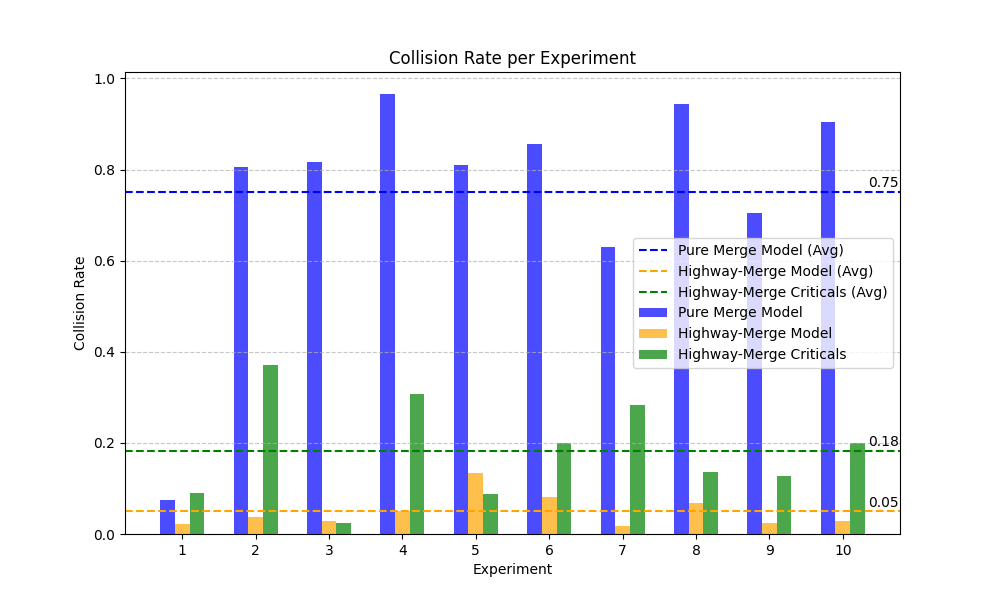 Collision Rate per Experiment
1.0
0.8
0.6
0.4
0.2
0.0
Collision Rate
0.75
0.18
0.05
Pure Merge Model (Avg)
Highway-Merge Model (Avg)
Highway-Merge Criticals (Avg)
Pure Merge Model
Highway-Merge Model
Highway-Merge Criticals
1 2 3 4 5 6 7 8 9 10
Experiment